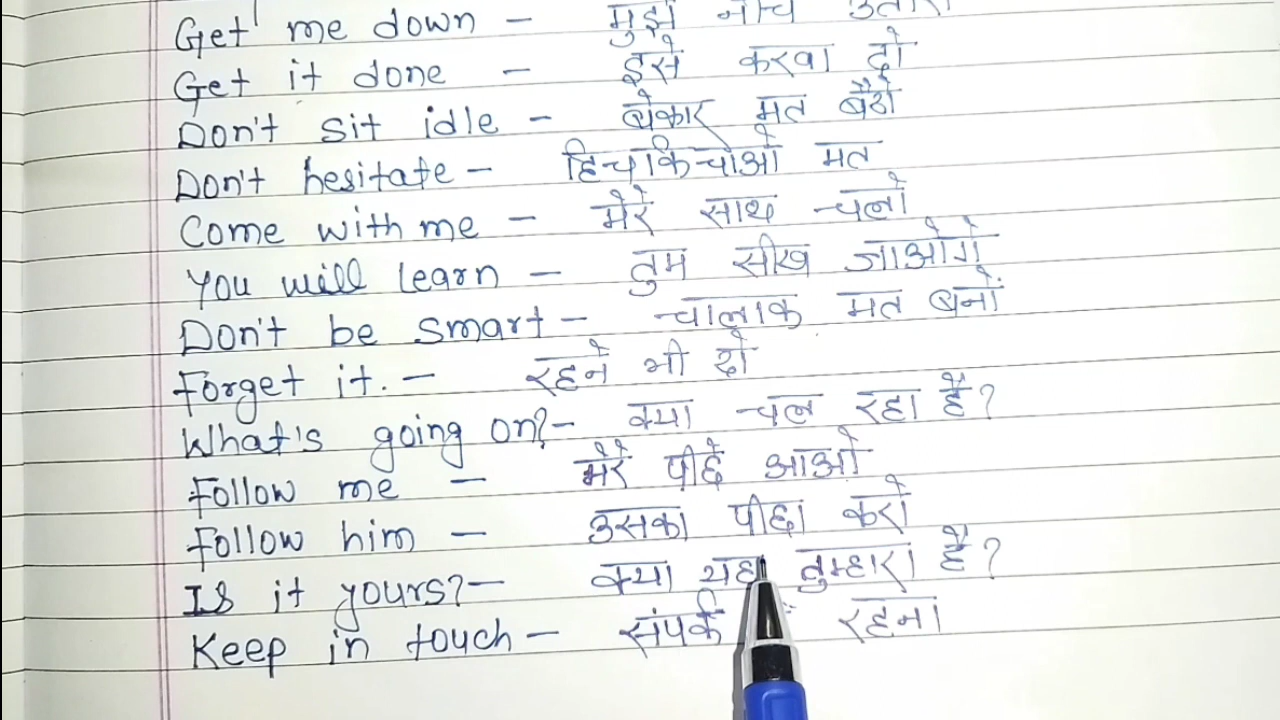 Get me down - मुझे नीचे उतारो
Get it done - इसे करवा दो
Don't sit idle - बेकार मत बैठो
Don't hesitate - हिचकिचाओ मत
Come with me - मेरे साथ चलो
You will learn - तुम सीख जाओगे
Don't be smart - चालाक मत बनों
Forget it. - रहने भी दो
What's going on? - क्या चल रहा है?
Follow me - मेरे पीछे आओ
Follow him - उसका पीछा करो
Is it yours? - क्या यह तुम्हारा है?
Keep in touch - संपर्क रहना